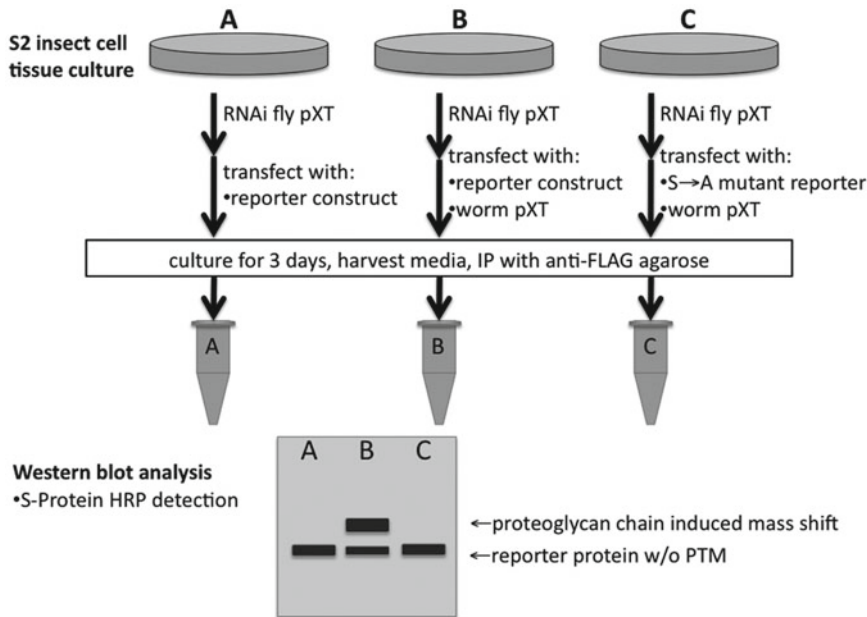 A B C
S2 insect cell
tissue culture
RNAi fly pXT
RNAi fly pXT
RNAi fly pXT
transfect with:
•reporter construct
transfect with:
•reporter construct
•worm pXT
transfect with:
•S→A mutant reporter
•worm pXT
culture for 3 days, harvest media, IP with anti-FLAG agarose
A B C
A B C
Western blot analysis
•S-Protein HRP detection
←proteoglycan chain induced mass shift
←reporter protein w/o PTM